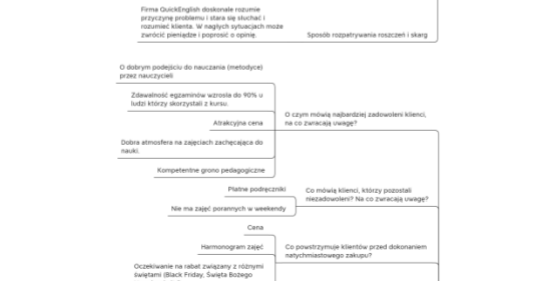 Firma QuickEnglish doskonale rozumie
przyczynę problemu i stara się słuchać i
rozumieć klienta. W nagłych sytuacjach może
zwrócić pieniądze i poprosić o opinię.
Sposób rozpatrywania roszczeń i skarg
O dobrym podejściu do nauczania (metodyce)
przez nauczycieli
Zdawalność egzaminów wzrosła do 90% u
ludzi którzy skorzystali z kursu.
Atrakcyjna cena
Dobra atmosfera na zajęciach zachęcająca do
nauki
Kompetentne grono pedagogiczne
O czym mówią najbardziej zadowoleni klienci,
na co zwracają uwagę?
Płatne podręczniki
Nie ma zajęć porannych w weekendy
Co mówią klienci, którzy pozostali
niezadowoleni? Na co zwracają uwagę?
Cena
Harmonogram zajęć
Oczekiwanie na rabat związany z różnymi
świętami (Black Friday, Święta Bożego
Co powstrzymuje klientów przed dokonaniem
natychmiastowego zakupu?